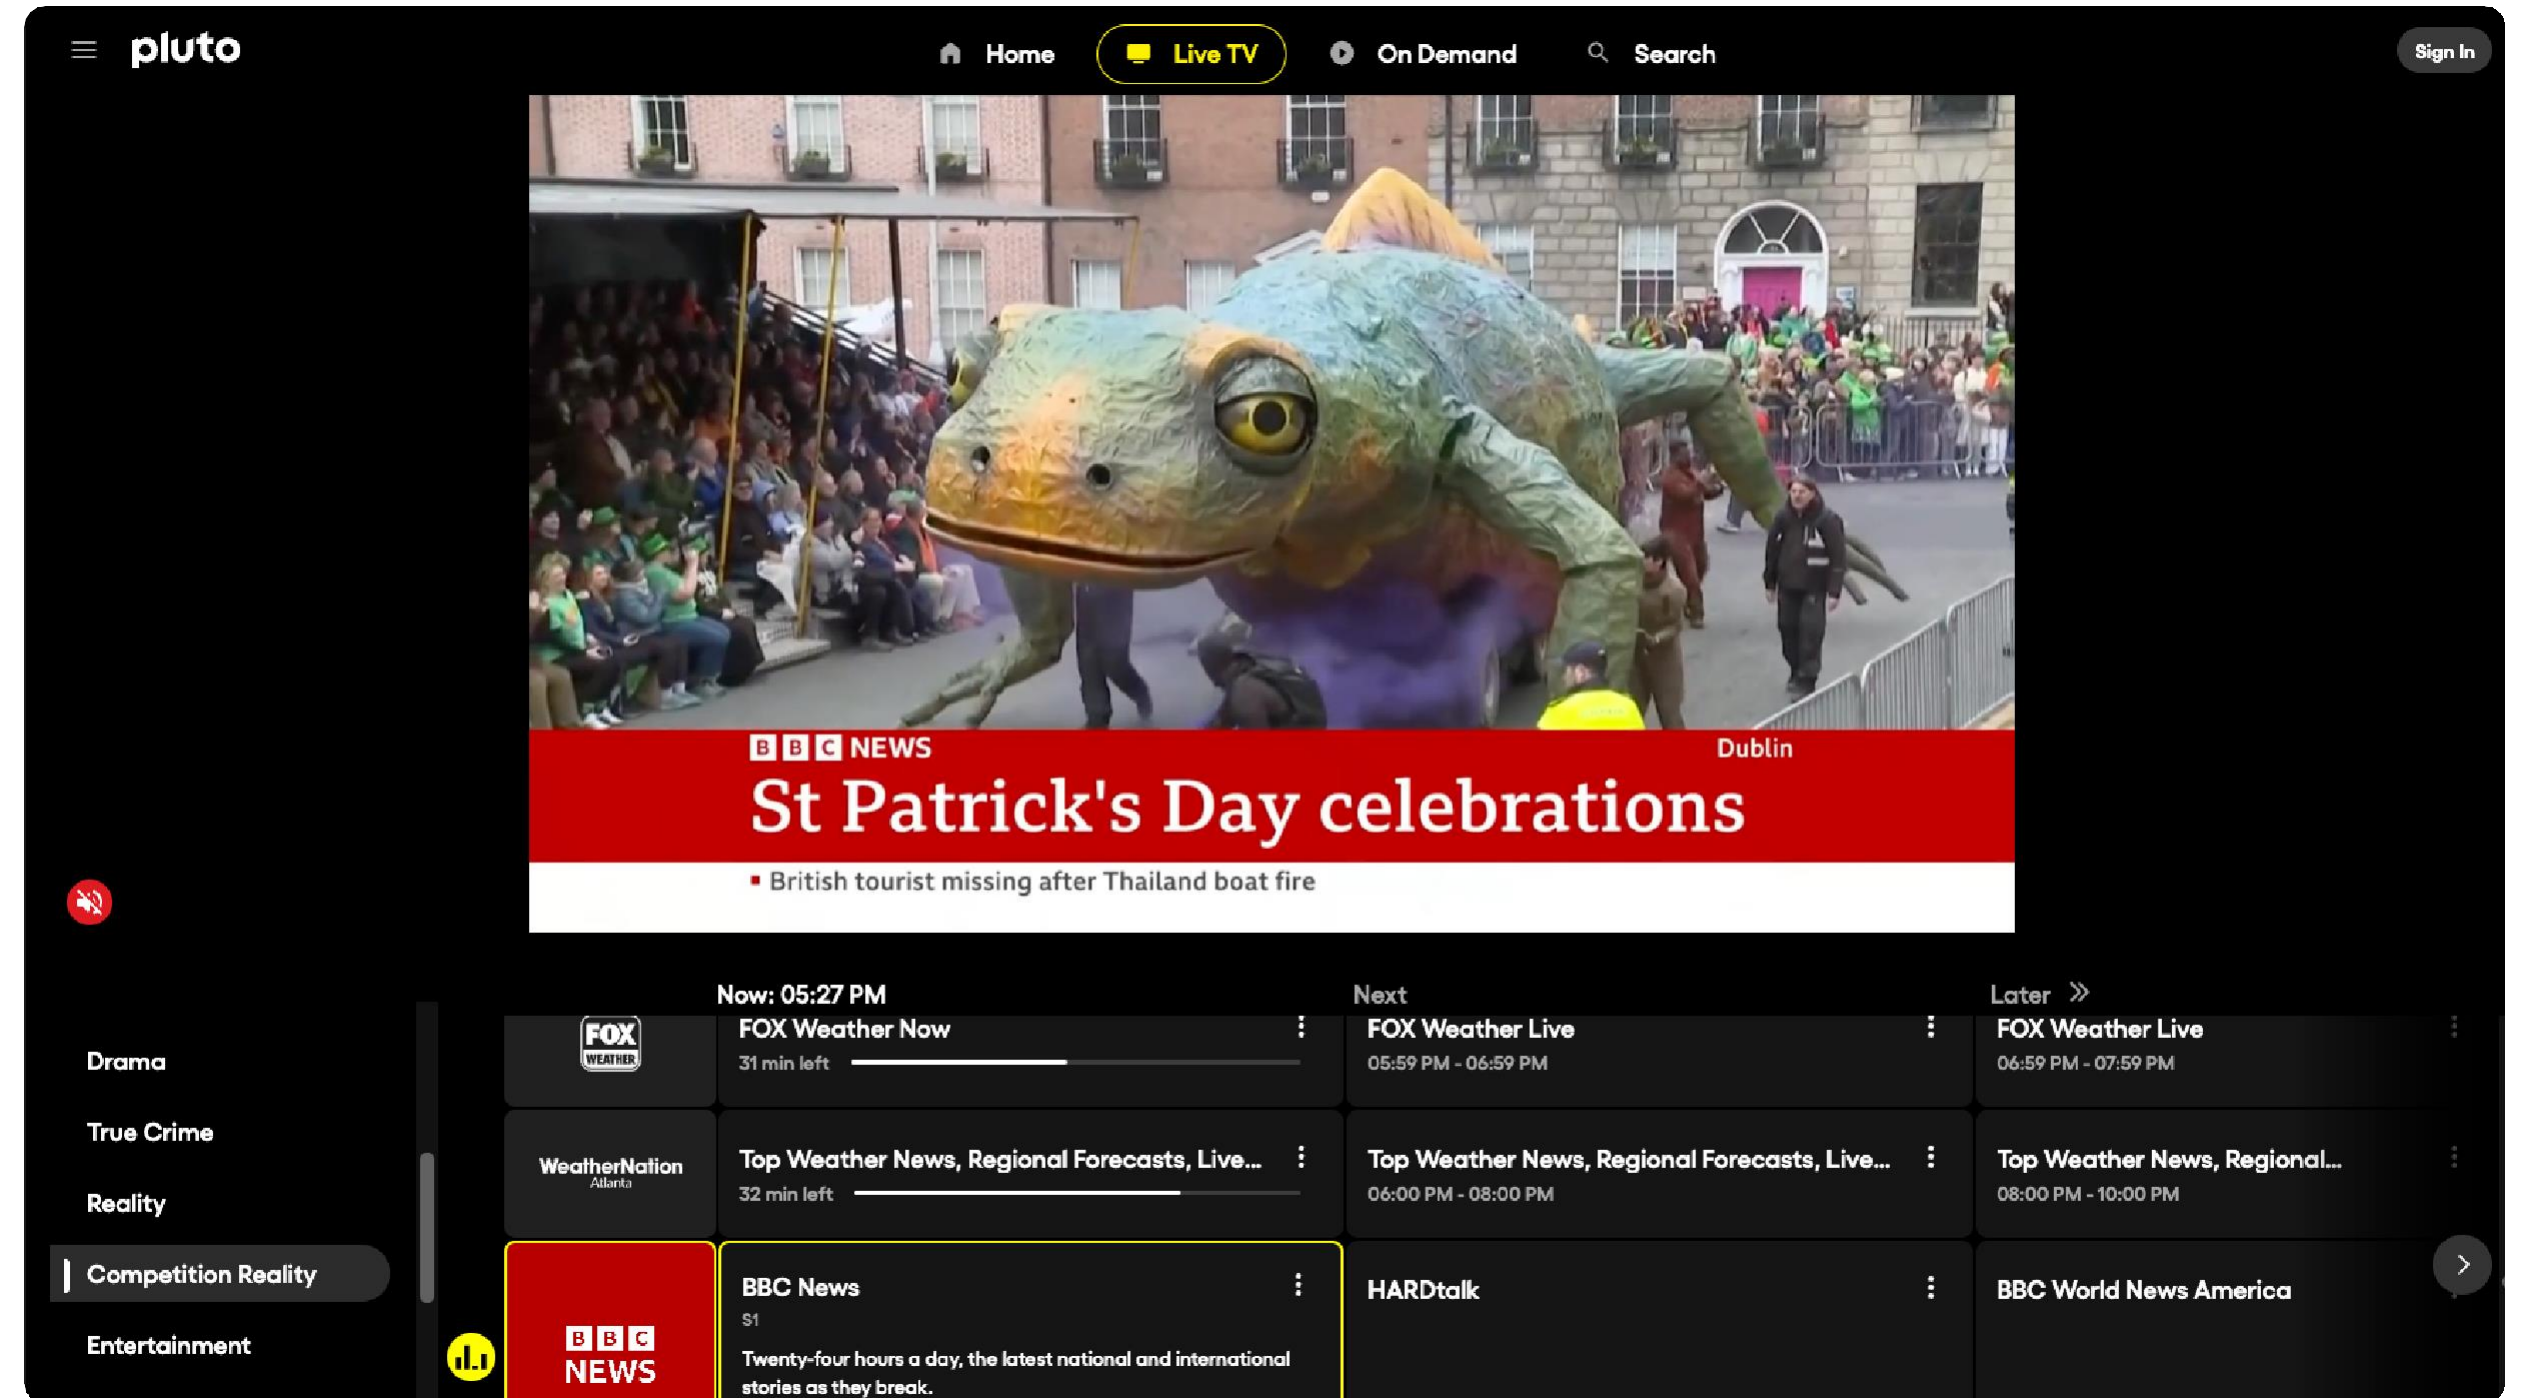 pluto
Home
Live TV
On Demand
Search
Sign In
BBC NEWS
Dublin
St Patrick's Day celebrations
British tourist missing after Thailand boat fire
Now: 05:27 PM
Next
Later
Drama
True Crime
Reality
Competition Reality
Entertainment
FOX
WEATHER
FOX Weather Now
31 min left
FOX Weather Live
05:59 PM - 06:59 PM
FOX Weather Live
06:59 PM - 07:59 PM
WeatherNation
Atlanta
Top Weather News, Regional Forecasts, Live...
32 min left
Top Weather News, Regional Forecasts, Live...
06:00 PM - 08:00 PM
Top Weather News, Regional...
08:00 PM - 10:00 PM
BBC
NEWS
BBC News
S1
Twenty-four hours a day, the latest national and international
stories as they break.
HARDtalk
BBC World News America